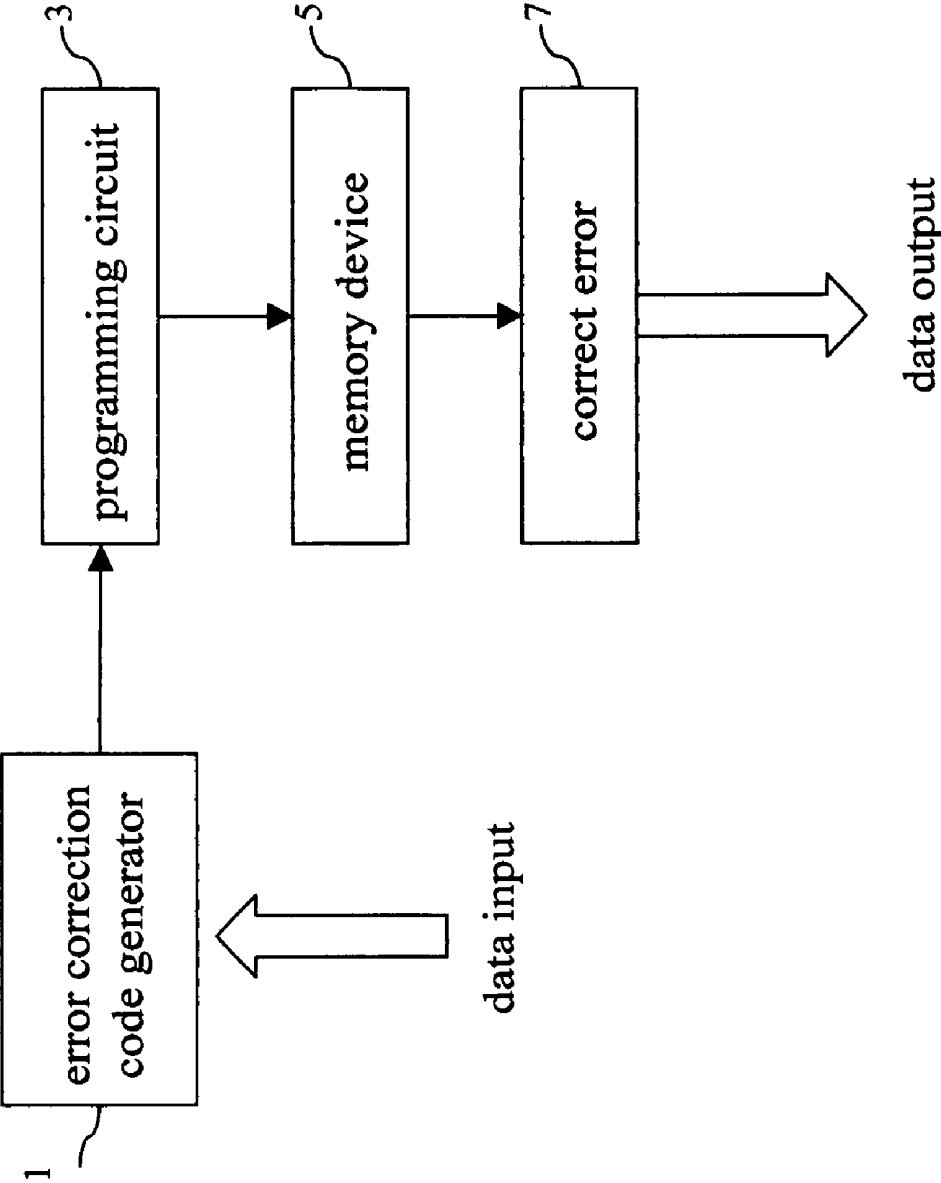 1
error correction
code generator
data input
3
programming circuit
5
memory device
7
correct error
data output